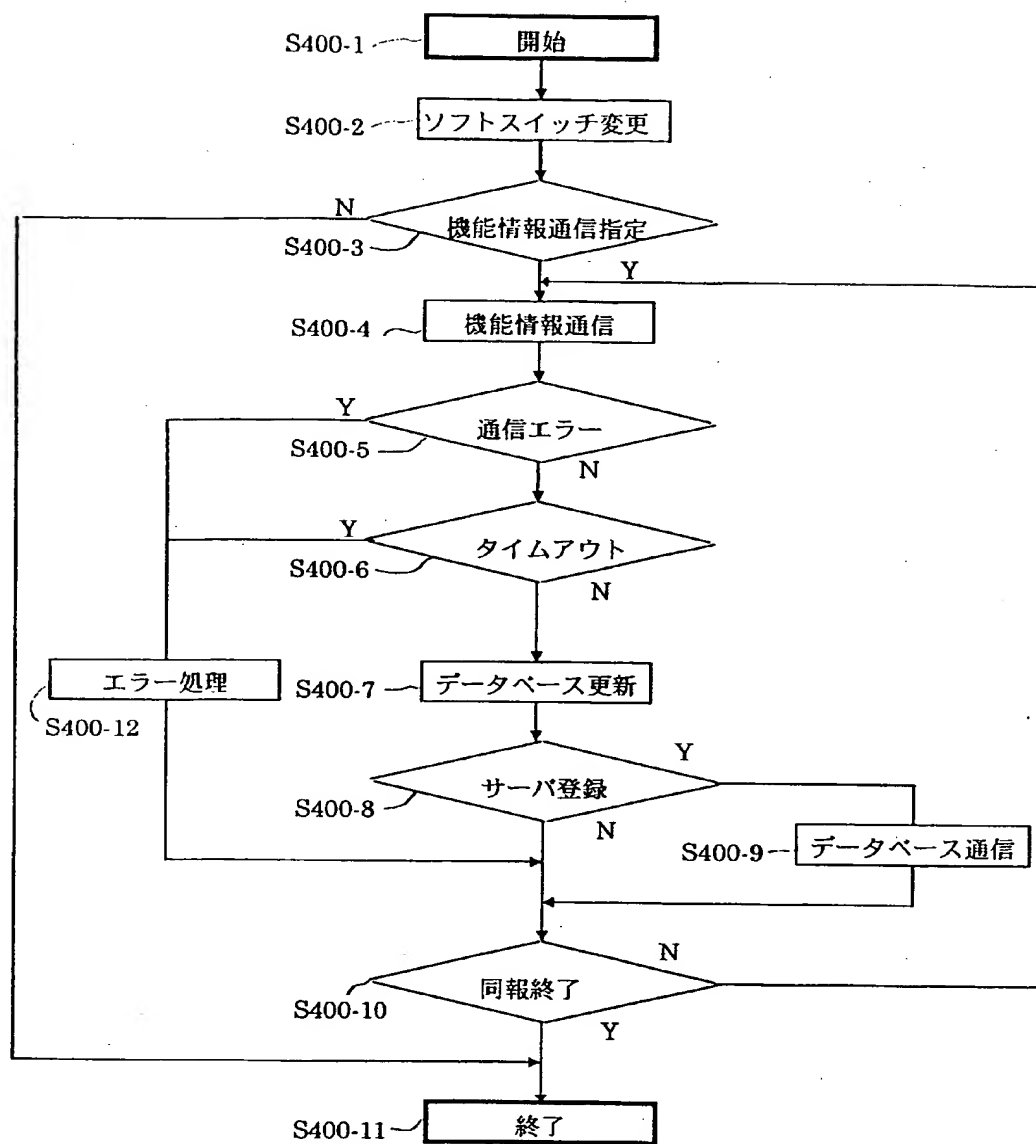 S400-1
開始
S400-2
ソフトスイッチ変更
N
機能情報通信指定
S400-3
Y
S400-4
機能情報通信
Y
通信エラー
S400-5
N
Y
タイムアウト
S400-6
N
エラー処理
S400-12
S400-7
データベース更新
Y
サーバ登録
S400-8
N
S400-9
データベース通信
N
同報終了
S400-10
Y
S400-11
終了